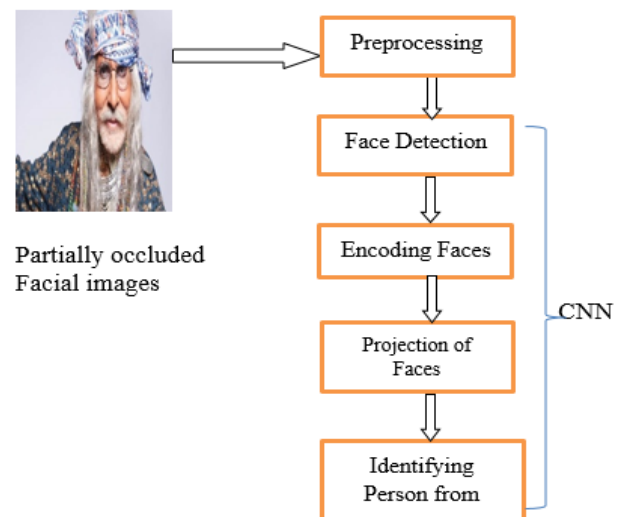 Preprocessing
Face Detection
Encoding Faces
Projection of
Faces
Identifying
Person from
Partially occluded
Facial images
CNN